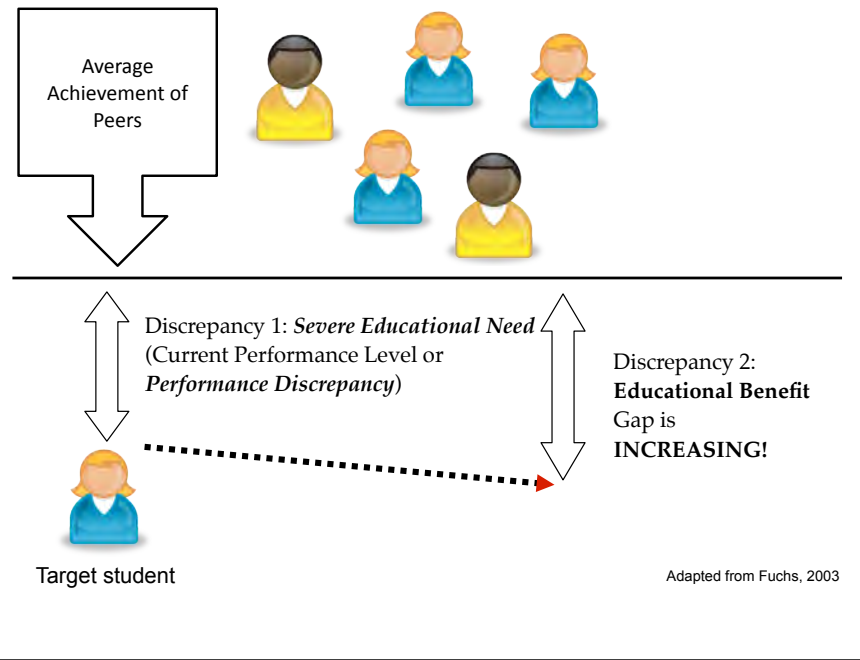 Average
Achievement of
Peers
Discrepancy 1: Severe Educational Need
(Current Performance Level or
Performance Discrepancy)
Discrepancy 2:
Educational Benefit
Gap is
INCREASING!
Target student
Adapted from Fuchs, 2003